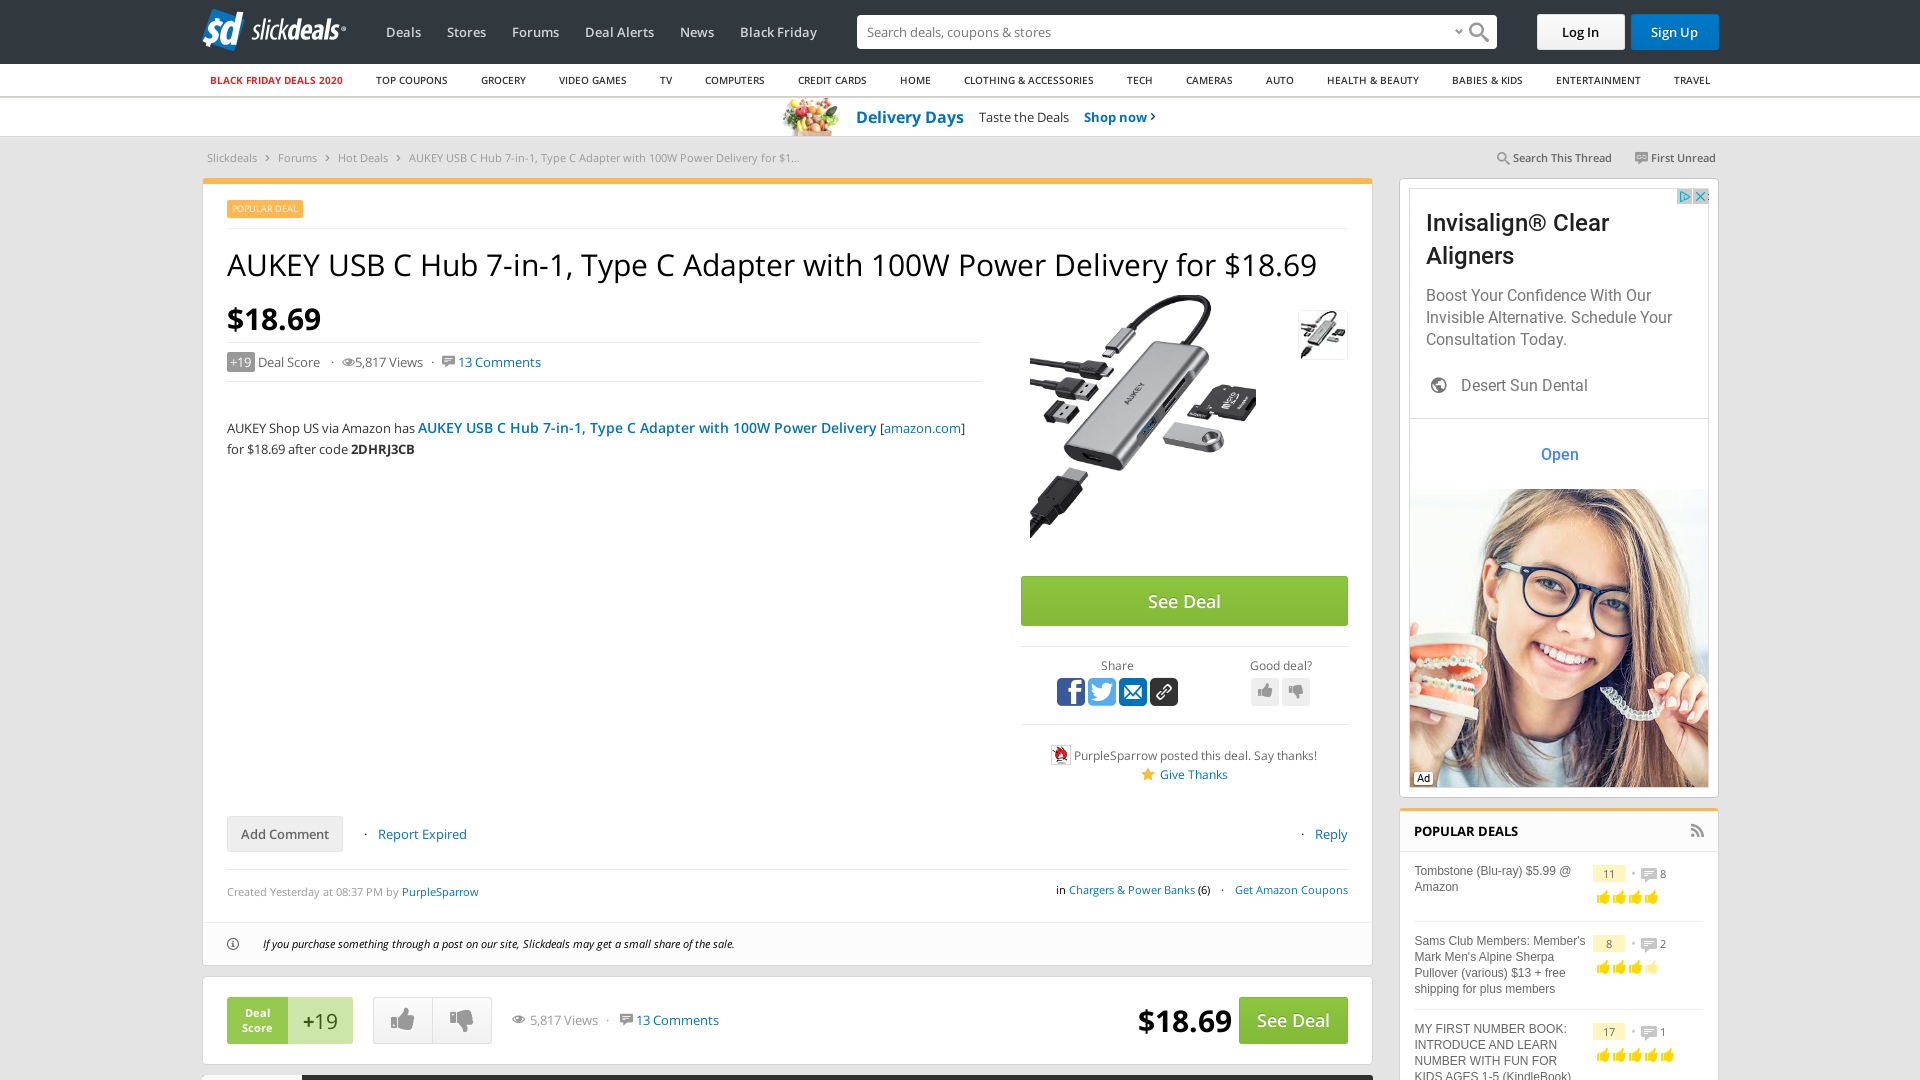 slickdeals
Deals
Stores
Forums
Deal Alerts
News
Black Friday
Search deals, coupons & stores
Log In
Sign Up
BLACK FRIDAY DEALS 2020
TOP COUPONS
GROCERY
VIDEO GAMES
TV
COMPUTERS
CREDIT CARDS
HOME
CLOTHING & ACCESSORIES
TECH
CAMERAS
AUTO
HEALTH & BEAUTY
BABIES & KIDS
ENTERTAINMENT
TRAVEL
Delivery Days Taste the Deals Shop now
Slickdeals > Forums > Hot Deals > AUKEY USB C Hub 7-in-1, Type C Adapter with 100W Power Delivery for $1...
Search This Thread
First Unread
POPULAR DEAL
AUKEY USB C Hub 7-in-1, Type C Adapter with 100W Power Delivery for $18.69
$18.69
+19 Deal Score · 5,817 Views · 13 Comments
AUKEY Shop US via Amazon has AUKEY USB C Hub 7-in-1, Type C Adapter with 100W Power Delivery [amazon.com]
for $18.69 after code 2DHRJ3CB
AUKEY
See Deal
Share
Good deal?
PurpleSparrow posted this deal. Say thanks!
Give Thanks
Add Comment · Report Expired
· Reply
Created Yesterday at 08:37 PM by PurpleSparrow
in Chargers & Power Banks (6) · Get Amazon Coupons
If you purchase something through a post on our site, Slickdeals may get a small share of the sale.
Deal
Score
+19
5,817 Views · 13 Comments
$18.69
See Deal
Invisalign® Clear
Aligners
Boost Your Confidence With Our
Invisible Alternative. Schedule Your
Consultation Today.
Desert Sun Dental
Open
Ad
POPULAR DEALS
Tombstone (Blu-ray) $5.99 @
Amazon
11 · 8
Sams Club Members: Member's
Mark Men's Alpine Sherpa
Pullover (various) $13 + free
shipping for plus members
8 · 2
MY FIRST NUMBER BOOK:
INTRODUCE AND LEARN
NUMBER WITH FUN FOR
KIDS AGES 1-5 (KindleBook)
17 · 1